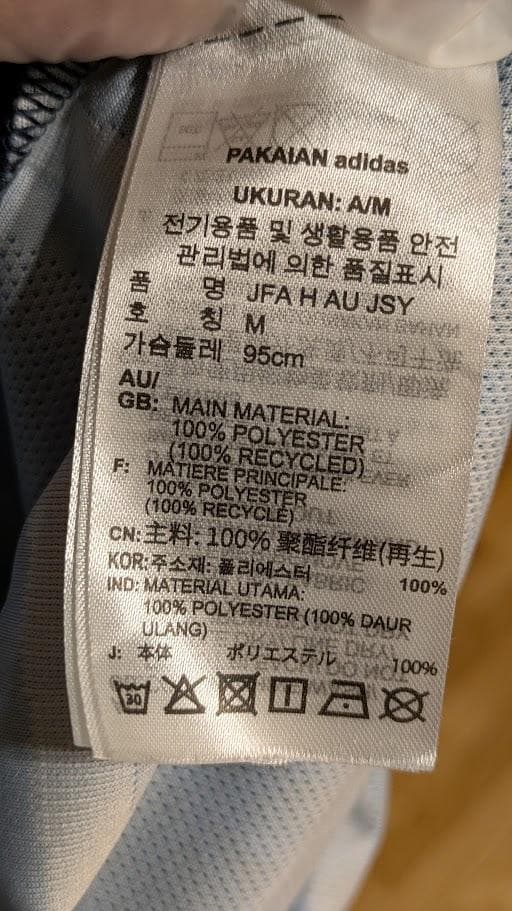 PAKAIAN adidas
UKURAN: A/M
전기용품 및 생활용품 안전
관리법에 의한 품질표시
품 명 JFA H AU JSY
호 칭 M
가슴둘레 95cm
AU/
GB: MAIN MATERIAL:
100% POLYESTER
(100% RECYCLED)
F: MATIERE PRINCIPALE:
100% POLYESTER
(100% RECYCLÉ)
CN: 主料: 100% 聚酯纤维(再生)
KOR: 주소재: 폴리에스터 100%
IND: MATERIAL UTAMA:
100% POLYESTER (100% DAUR
ULANG)
J: 本体 ポリエステル 100%
30